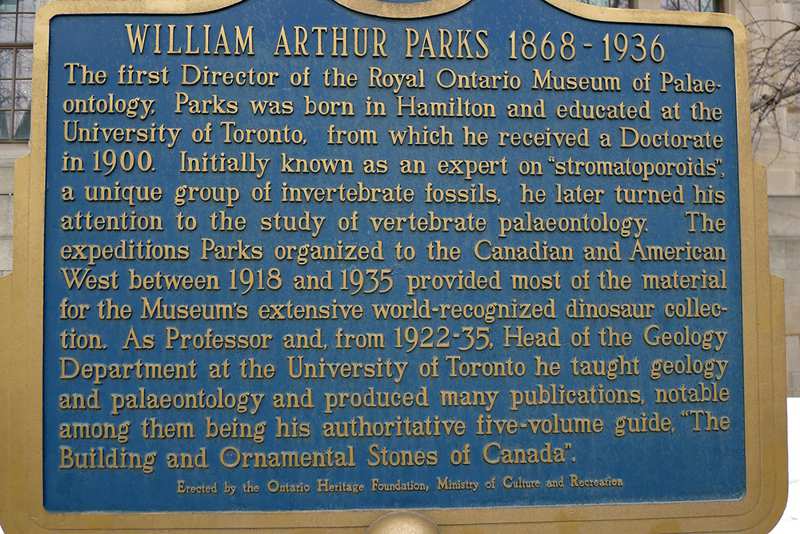 WILLIAM ARTHUR PARKS 1868-1936
The first Director of the Royal Ontario Museum of Palae-
ontology, Parks was born in Hamilton and educated at the
University of Toronto, from which he received a Doctorate
in 1900. Initially known as an expert on "stromatoporoids",
a unique group of invertebrate fossils, he later turned his
attention to the study of vertebrate palaeontology. The
expeditions Parks organized to the Canadian and American
West between 1918 and 1935 provided most of the material
for the Museum's extensive world-recognized dinosaur collec-
tion. As Professor and, from 1922-35, Head of the Geology
Department at the University of Toronto he taught geology
and palaeontology and produced many publications, notable
among them being his authoritative five-volume guide, "The
Building and Ornamental Stones of Canada".
Erected by the Ontario Heritage Foundation, Ministry of Culture and Recreation